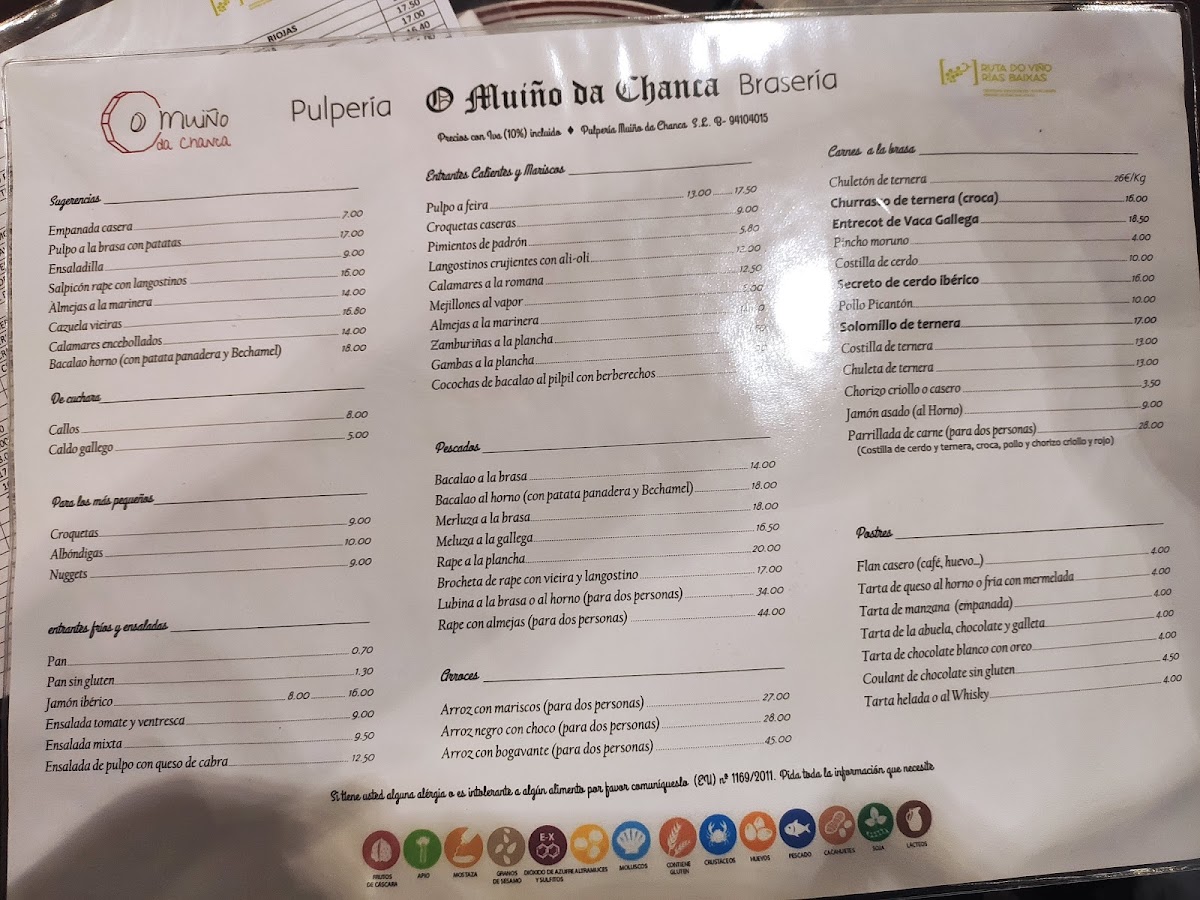 RIOJAS
17.50
17.00
O Muiño
da Chanca
Pulpería O Muiño da Chanca Brasería
RUTA DO VIÑO
RÍAS BAIXAS
Precios con Iva (10%) incluido ♦ Pulpería Muiño da Chanca S.L. B- 94104015
Sugerencias
Empanada casera 7.00
Pulpo a la brasa con patatas 17.00
Ensaladilla 9.00
Salpicón rape con langostinos 16.00
Almejas a la marinera 14.00
Cazuela vieiras 16.80
Calamares encebollados 14.00
Bacalao horno (con patata panadera y Bechamel) 18.00
De cuchara
Callos 8.00
Caldo gallego 5.00
Para los más pequeños
Croquetas 9.00
Albóndigas 10.00
Nuggets 9.00
entrantes fríos y ensaladas
Pan 0.70
Pan sin gluten 1.30
Jamón ibérico 8.00 16.00
Ensalada tomate y ventresca 9.00
Ensalada mixta 9.50
Ensalada de pulpo con queso de cabra 12.50
Entrantes Calientes y Mariscos
Pulpo a feira 13.00 17.50
Croquetas caseras 9.00
Pimientos de padrón 5.80
Langostinos crujientes con ali-oli
Calamares a la romana 12.50
Mejillones al vapor
Almejas a la marinera
Zamburiñas a la plancha
Gambas a la plancha
Cocochas de bacalao al pilpil con berberechos
Pescados
Bacalao a la brasa 14.00
Bacalao al horno (con patata panadera y Bechamel) 18.00
Merluza a la brasa 18.00
Meluza a la gallega 16.50
Rape a la plancha 20.00
Brocheta de rape con vieira y langostino 17.00
Lubina a la brasa o al horno (para dos personas) 34.00
Rape con almejas (para dos personas) 44.00
Arroces
Arroz con mariscos (para dos personas) 27.00
Arroz negro con choco (para dos personas) 28.00
Arroz con bogavante (para dos personas) 45.00
Carnes a la brasa
Chuletón de ternera 26€/Kg
Churrasco de ternera (croca) 16.00
Entrecot de Vaca Gallega 18.50
Pincho moruno 4.00
Costilla de cerdo 10.00
Secreto de cerdo ibérico 16.00
Pollo Picantón 10.00
Solomillo de ternera 17.00
Costilla de ternera 13.00
Chuleta de ternera 13.00
Chorizo criollo o casero 3.50
Jamón asado (al Horno) 9.00
Parrillada de carne (para dos personas) 28.00
(Costilla de cerdo y ternera, croca, pollo y chorizo criollo y rojo)
Postres
Flan casero (café, huevo...) 4.00
Tarta de queso al horno o fría con mermelada 4.00
Tarta de manzana (empanada) 4.00
Tarta de la abuela, chocolate y galleta 4.00
Tarta de chocolate blanco con oreo 4.00
Coulant de chocolate sin gluten 4.50
Tarta helada o al Whisky 4.00
Si tiene usted alguna alérgia o es intolerante a algún alimento por favor comuníqueslo (EU) nº 1169/2011. Pida toda la información que necesite
E-X
FRUTOS
DE CÁSCARA
APIO
MOSTAZA
GRANOS
DE SÉSAMO
DIÓXIDO DE AZUFRE
Y SULFITOS
ALTRAMUCES
MOLUSCOS
CONTIENE
GLUTEN
CRUSTÁCEOS
HUEVOS
PESCADO
CACAHUETES
SOJA
LÁCTEOS